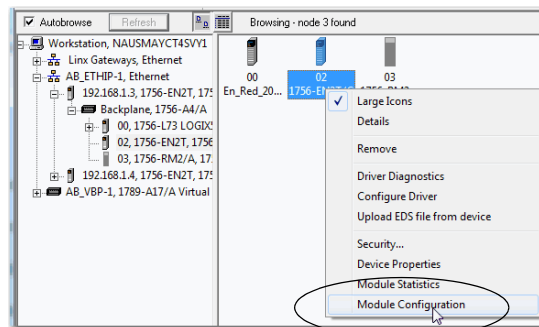 Autobrowse
Refresh
Browsing - node 3 found
Workstation, NAUSMAYCT4SVY1
Linx Gateways, Ethernet
AB_ETHIP-1, Ethernet
192.168.1.3, 1756-EN2T, 175
Backplane, 1756-A4/A
00, 1756-L73 LOGIX5
02, 1756-EN2T, 1756
03, 1756-RM2/A, 17
192.168.1.4, 1756-EN2T, 175
AB_VBP-1, 1789-A17/A Virtual
00
En_Red_20...
02
1756-EN2T/C
03
1756-RM2
Large Icons
Details
Remove
Driver Diagnostics
Configure Driver
Upload EDS file from device
Security...
Device Properties
Module Statistics
Module Configuration